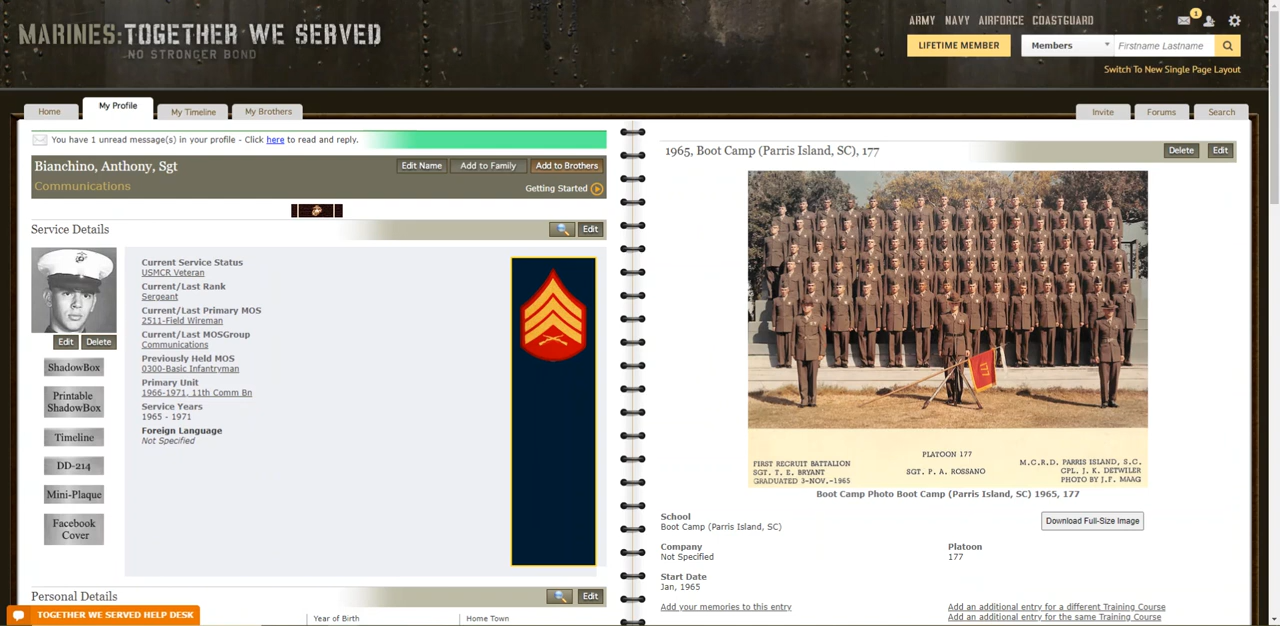 MARINES:TOGETHER WE SERVED
NO STRONGER BOND
ARMY NAVY AIRFORCE COASTGUARD
1
LIFETIME MEMBER
Members
Firstname Lastname
Switch To New Single Page Layout
Home
My Profile
My Timeline
My Brothers
Invite
Forums
Search
You have 1 unread message(s) in your profile - Click here to read and reply.
Bianchino, Anthony, Sgt
Edit Name
Add to Family
Add to Brothers
Communications
Getting Started
Service Details
Edit
Edit
Delete
ShadowBox
Printable
ShadowBox
Timeline
DD-214
Mini-Plaque
Facebook
Cover
Current Service Status
USMCR Veteran
Current/Last Rank
Sergeant
Current/Last Primary MOS
2511-Field Wireman
Current/Last MOSGroup
Communications
Previously Held MOS
0300-Basic Infantryman
Primary Unit
1966-1971, 11th Comm Bn
Service Years
1965 - 1971
Foreign Language
Not Specified
Personal Details
Edit
TOGETHER WE SERVED HELP DESK
Year of Birth
Home Town
1965, Boot Camp (Parris Island, SC), 177
Delete
Edit
PLATOON 177
FIRST RECRUIT BATTALION
SGT. T. E. BRYANT
GRADUATED 3-NOV.-1965
SGT. P. A. ROSSANO
M.C.R.D. PARRIS ISLAND, S.C.
CPL. J. K. DETWILER
PHOTO BY J.F. MAAG
Boot Camp Photo Boot Camp (Parris Island, SC) 1965, 177
School
Boot Camp (Parris Island, SC)
Download Full-Size Image
Company
Not Specified
Platoon
177
Start Date
Jan, 1965
Add your memories to this entry
Add an additional entry for a different Training Course
Add an additional entry for the same Training Course